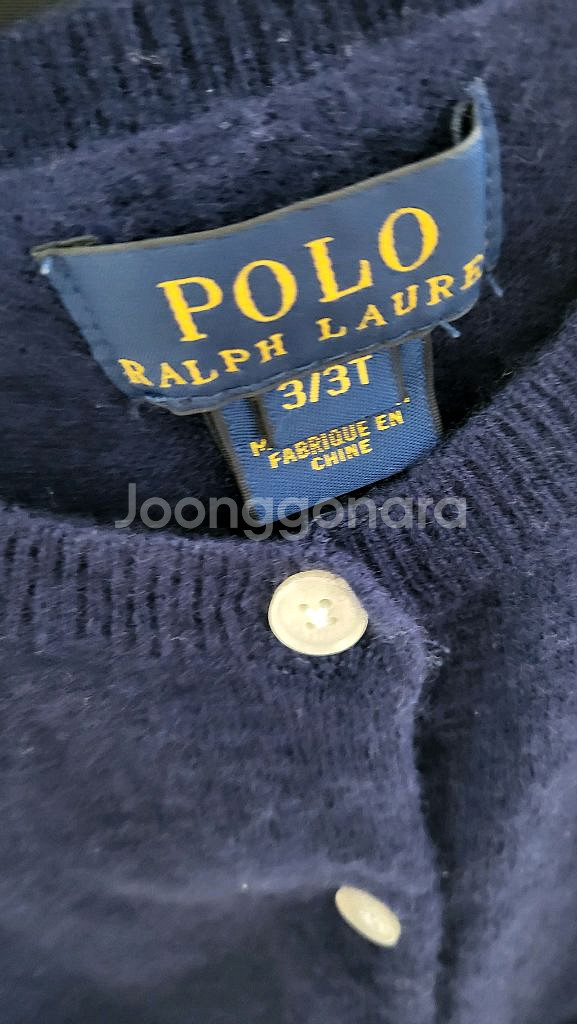 POLO
RALPH LAURE
3/3T
FABRIQUE EN
CHINE
Joonggonara